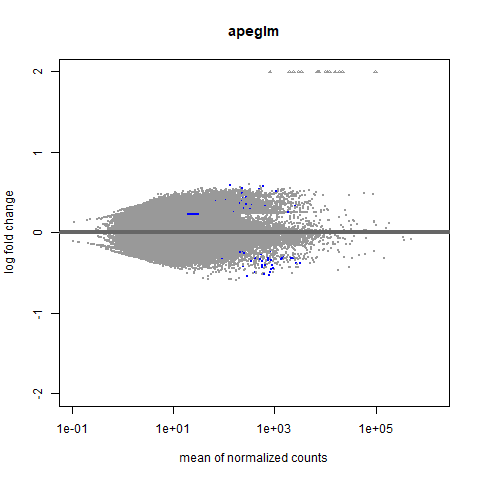 apeglm
log fold change
2
1
0
-1
-2
1e-01 1e+01 1e+03 1e+05
mean of normalized counts